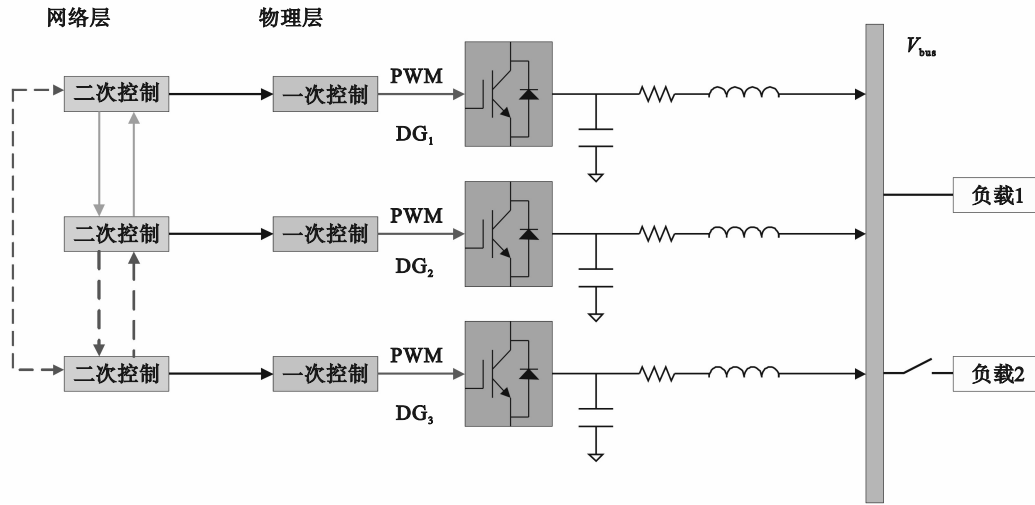 网络层
物理层
二次控制
一次控制
PWM
DG₁
V_bus
负载1
二次控制
一次控制
PWM
DG₂
二次控制
一次控制
PWM
DG₃
负载2